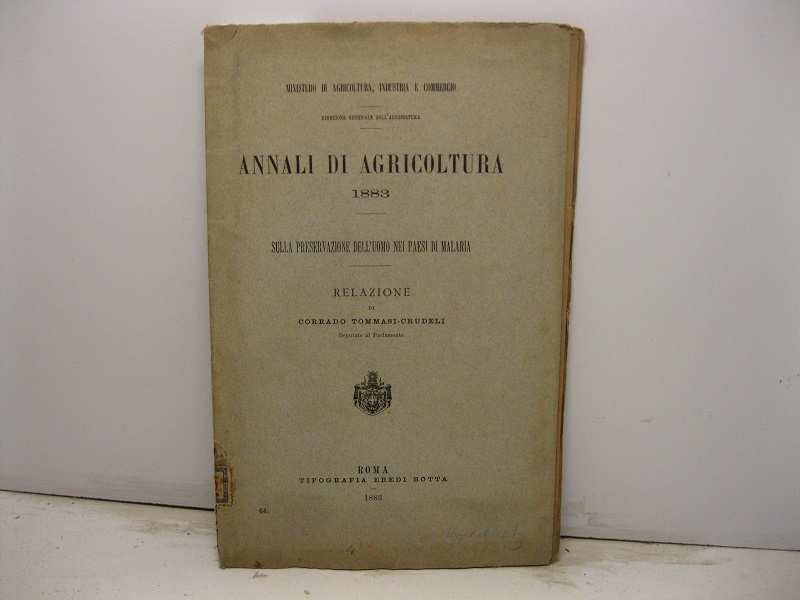 MINISTERO DI AGRICOLTURA, INDUSTRIA E COMMERCIO
DIREZIONE GENERALE DELL'AGRICOLTURA
ANNALI DI AGRICOLTURA
1883
SULLA PRESERVAZIONE DELL'UOMO NEI PAESI DI MALARIA
RELAZIONE
DI
CORRADO TOMMASI-CRUDELI
Deputato al Parlamento.
ROMA
TIPOGRAFIA EREDI BOTTA
1883
64.